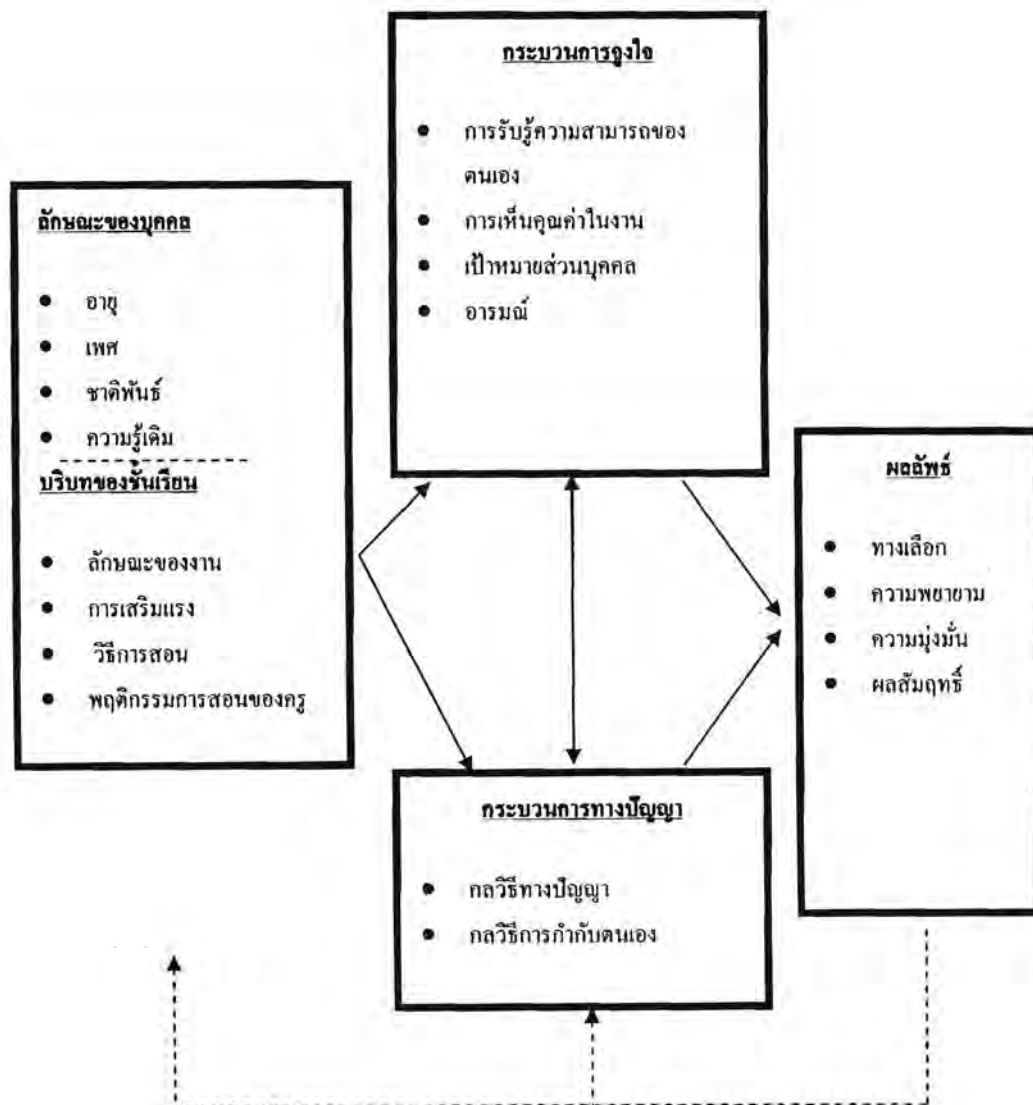 กระบวนการจูงใจ
● การรับรู้ความสามารถของ
ตนเอง
● การเห็นคุณค่าในงาน
● เป้าหมายส่วนบุคคล
● อารมณ์
ลักษณะของบุคคล
● อายุ
● เพศ
● ชาติพันธ์
● ความรู้เดิม
บริบทของชั้นเรียน
● ลักษณะของงาน
● การเสริมแรง
● วิธีการสอน
● พฤติกรรมการสอนของครู
ผลลัพธ์
● ทางเลือก
● ความพยายาม
● ความมุ่งมั่น
● ผลสัมฤทธิ์
กระบวนการทางปัญญา
● กลวิธีทางปัญญา
● กลวิธีการกำกับตนเอง